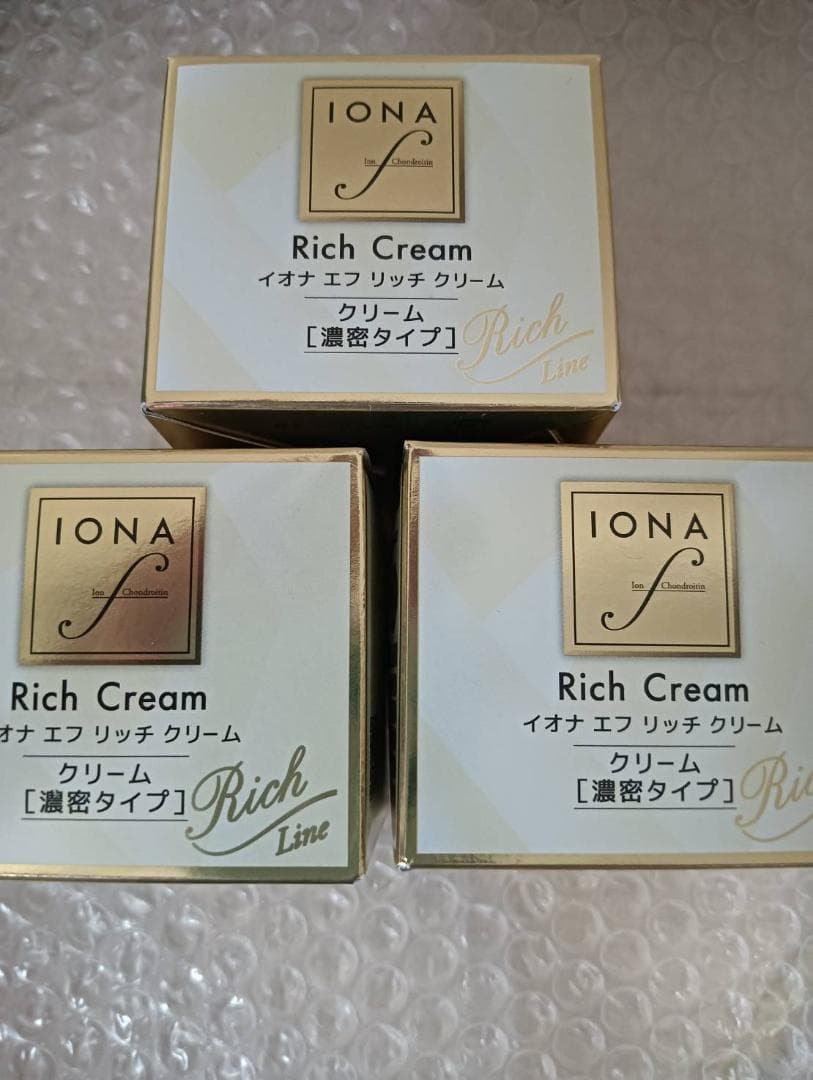 IONA
Ion Chondroitin
f
Rich Cream
イオナ エフ リッチ クリーム
クリーム
[濃密タイプ]
Rich
Line
IONA
Ion Chondroitin
f
Rich Cream
オナ エフ リッチ クリーム
クリーム
[濃密タイプ]
Rich
Line
IONA
Ion Chondroitin
f
Rich Cream
イオナ エフ リッチ クリーム
クリーム
[濃密タイプ]
Ric